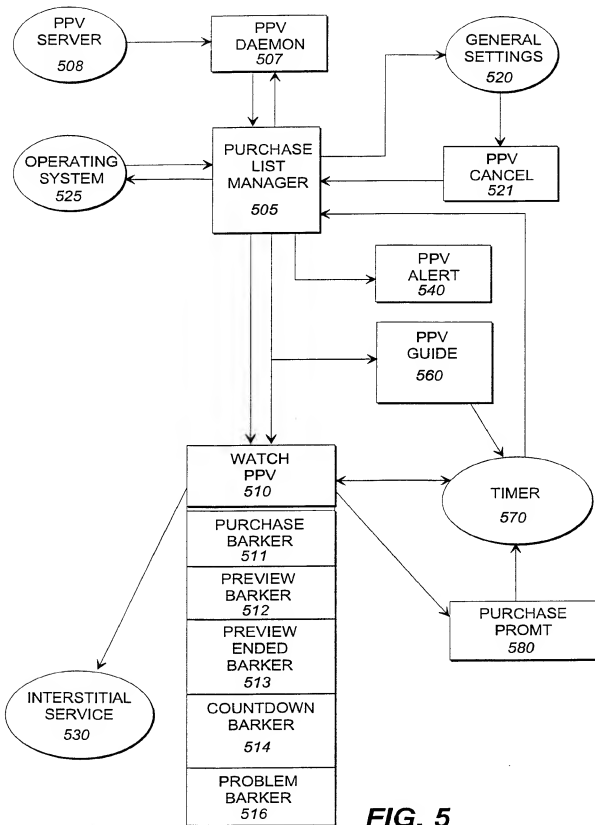 PPV
SERVER
508
PPV
DAEMON
507
GENERAL
SETTINGS
520
OPERATING
SYSTEM
525
PURCHASE
LIST
MANAGER
505
PPV
CANCEL
521
PPV
ALERT
540
PPV
GUIDE
560
WATCH
PPV
510
TIMER
570
PURCHASE
BARKER
511
PREVIEW
BARKER
512
PREVIEW
ENDED
BARKER
513
COUNTDOWN
BARKER
514
PROBLEM
BARKER
516
PURCHASE
PROMT
580
INTERSTITIAL
SERVICE
530
FIG. 5